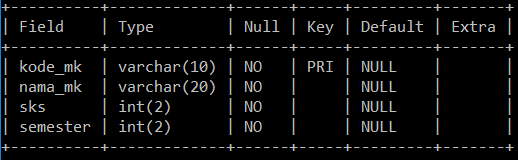 +----------+-------------+------+-----+---------+-------+
| Field    | Type        | Null | Key | Default | Extra |
+----------+-------------+------+-----+---------+-------+
| kode_mk  | varchar(10) | NO   | PRI | NULL    |       |
| nama_mk  | varchar(20) | NO   |     | NULL    |       |
| sks      | int(2)      | NO   |     | NULL    |       |
| semester | int(2)      | NO   |     | NULL    |       |
+----------+-------------+------+-----+---------+-------+